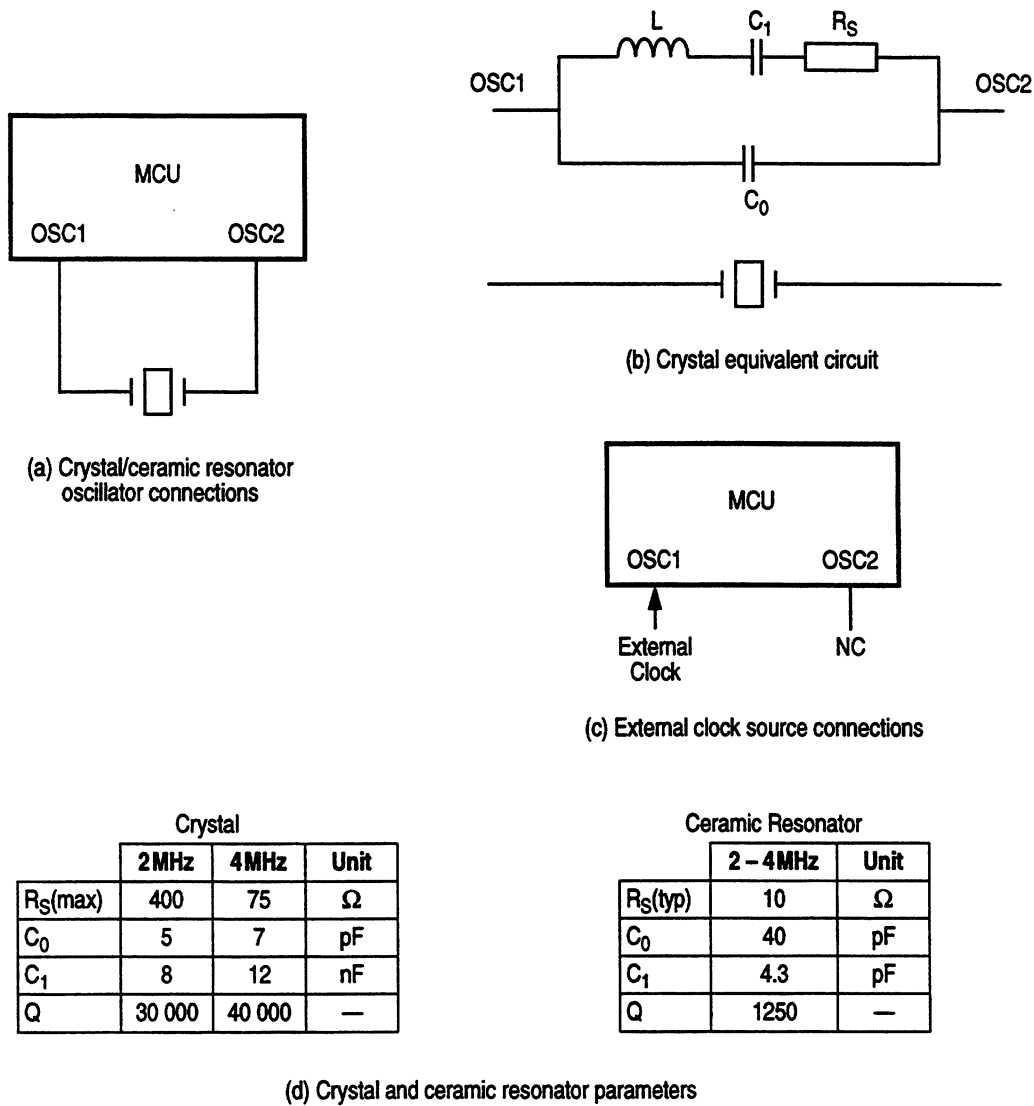 MCU
OSC1 OSC2
(a) Crystal/ceramic resonator
oscillator connections
L C₁ R_S
OSC1 OSC2
C₀
(b) Crystal equivalent circuit
MCU
OSC1 OSC2
External
Clock
NC
(c) External clock source connections
Crystal
2MHz 4MHz Unit
R_S(max) 400 75 Ω
C₀ 5 7 pF
C₁ 8 12 nF
Q 30 000 40 000 —
Ceramic Resonator
2 – 4MHz Unit
R_S(typ) 10 Ω
C₀ 40 pF
C₁ 4.3 pF
Q 1250 —
(d) Crystal and ceramic resonator parameters